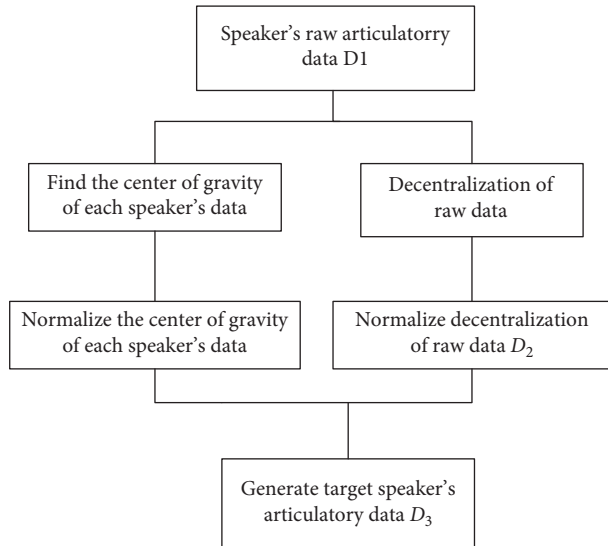 Speaker's raw articulatorry
data D1
Find the center of gravity
of each speaker's data
Decentralization of
raw data
Normalize the center of gravity
of each speaker's data
Normalize decentralization
of raw data D₂
Generate target speaker's
articulatory data D₃